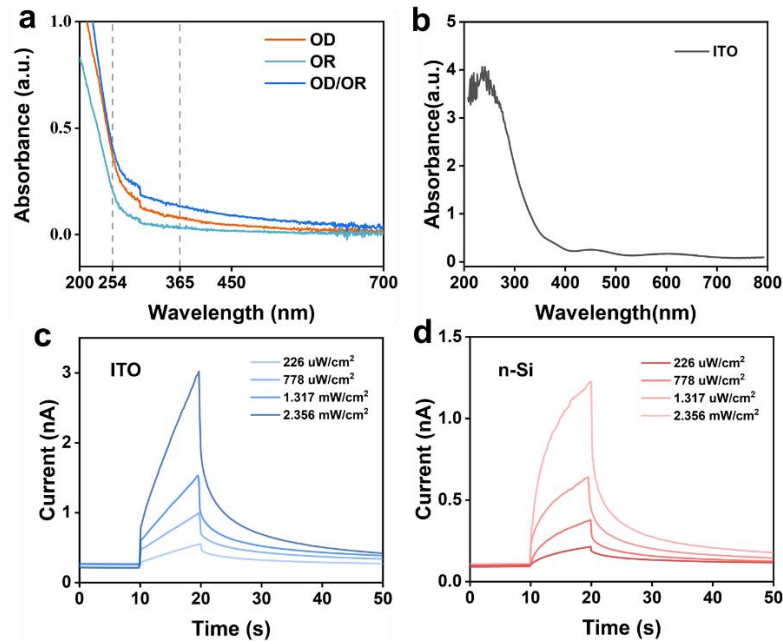 a
1.0
0.5
0.0
Absorbance (a.u.)
OD
OR
OD/OR
200 254 365 450 700
Wavelength (nm)
b
5
4
3
2
1
0
Absorbance(a.u.)
ITO
200 300 400 500 600 700 800
Wavelength(nm)
c
ITO
3
2
1
0
Current (nA)
226 uW/cm²
778 uW/cm²
1.317 mW/cm²
2.356 mW/cm²
0 10 20 30 40 50
Time (s)
d
n-Si
1.5
1.0
0.5
0.0
Current (nA)
226 uW/cm²
778 uW/cm²
1.317 uW/cm²
2.356 mW/cm²
0 10 20 30 40 50
Time (s)